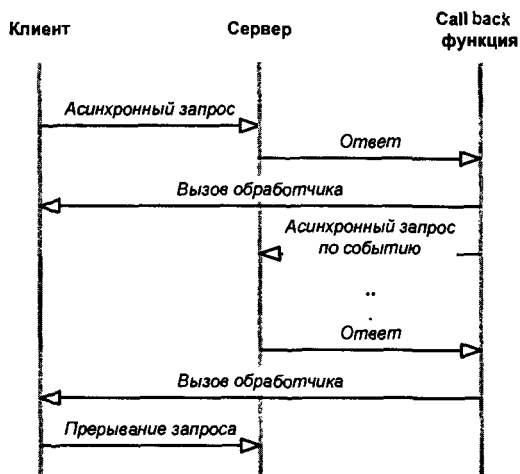 Клиент
Сервер
Call back
функция
Асинхронный запрос
Ответ
Вызов обработчика
Асинхронный запрос
по событию
Ответ
Вызов обработчика
Прерывание запроса